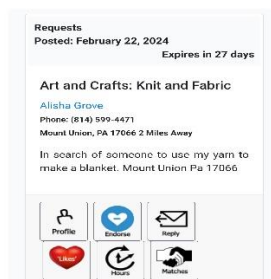 Requests
Posted: February 22, 2024
Expires in 27 days
Art and Crafts: Knit and Fabric
Alisha Grove
Phone: (814) 599-4471
Mount Union, PA 17066 2 Miles Away
In search of someone to use my yarn to
make a blanket. Mount Union Pa 17066
Profile
Endorse
Reply
"Likes"
Hours
Matches